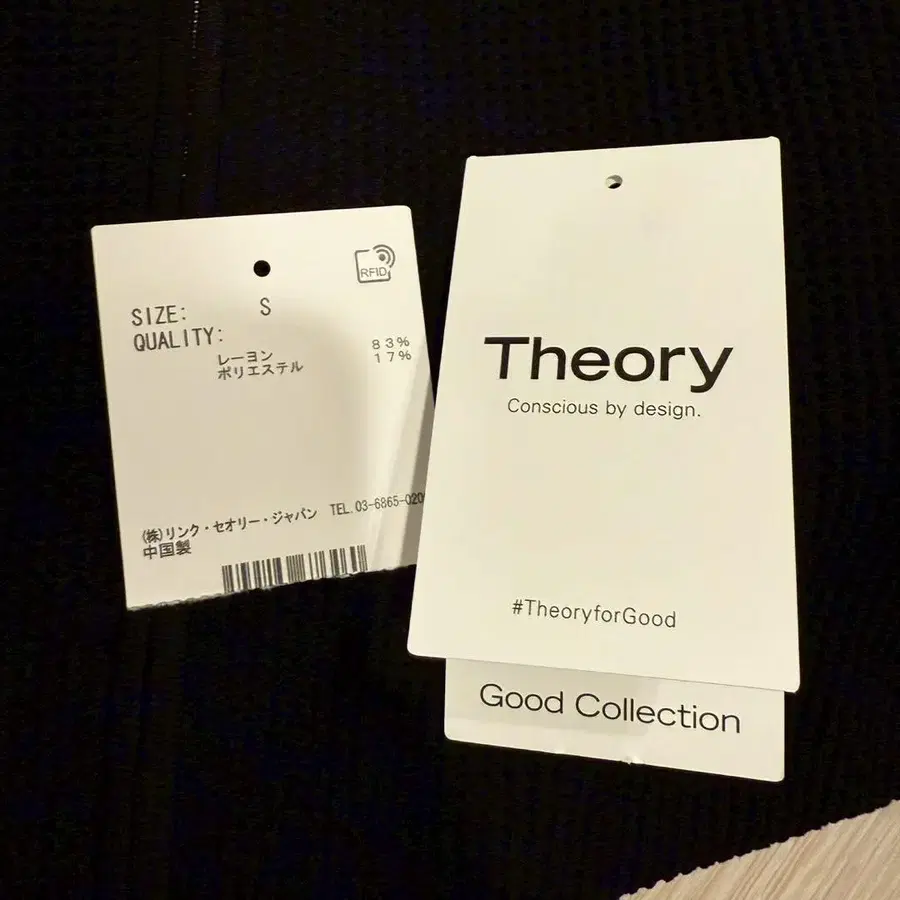 RFID
SIZE: S
QUALITY:
レーヨン 83%
ポリエステル 17%
(株)リンク・セオリー・ジャパン TEL.03-6865-020
中国製
Theory
Conscious by design.
#TheoryforGood
Good Collection